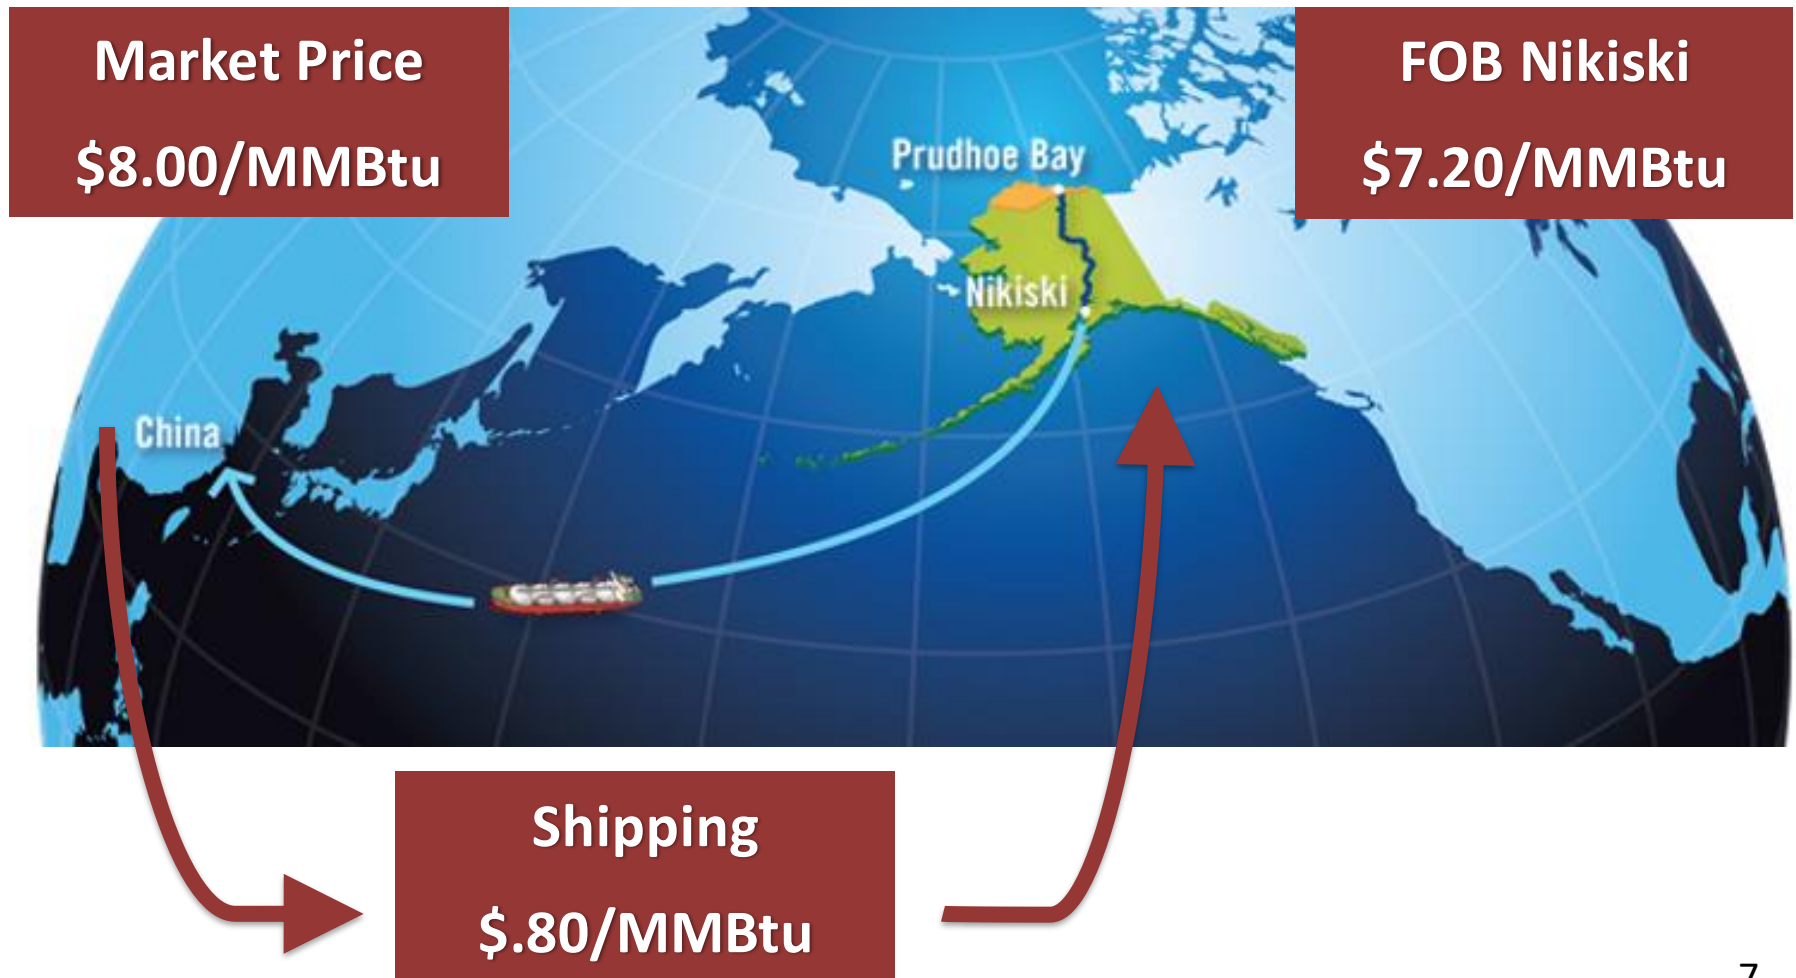 Market Price
$8.00/MMBtu
FOB Nikiski
$7.20/MMBtu
Prudhoe Bay
Nikiski
China
Shipping
$.80/MMBtu
7